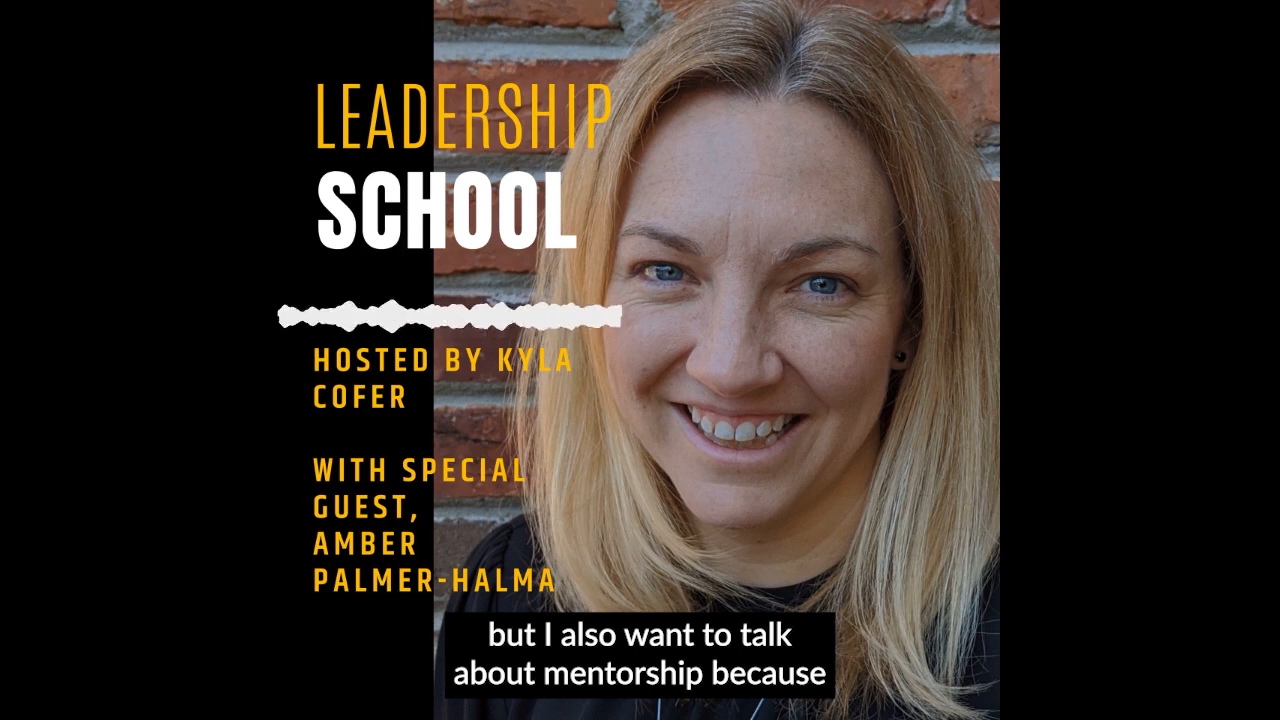 LEADERSHIP
SCHOOL
HOSTED BY KYLA
COFER
WITH SPECIAL
GUEST,
AMBER
PALMER-HALMA
but I also want to talk
about mentorship because